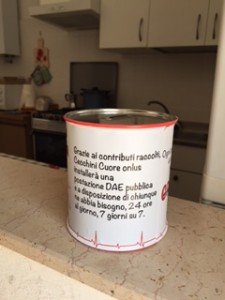 Grazie ai contributi raccolti, Ogni
Cecchini Cuore onlus
installerà una
postazione DAE pubblica
e a disposizione di chiunque
ne abbia bisogno, 24 ore
al giorno, 7 giorni su 7.